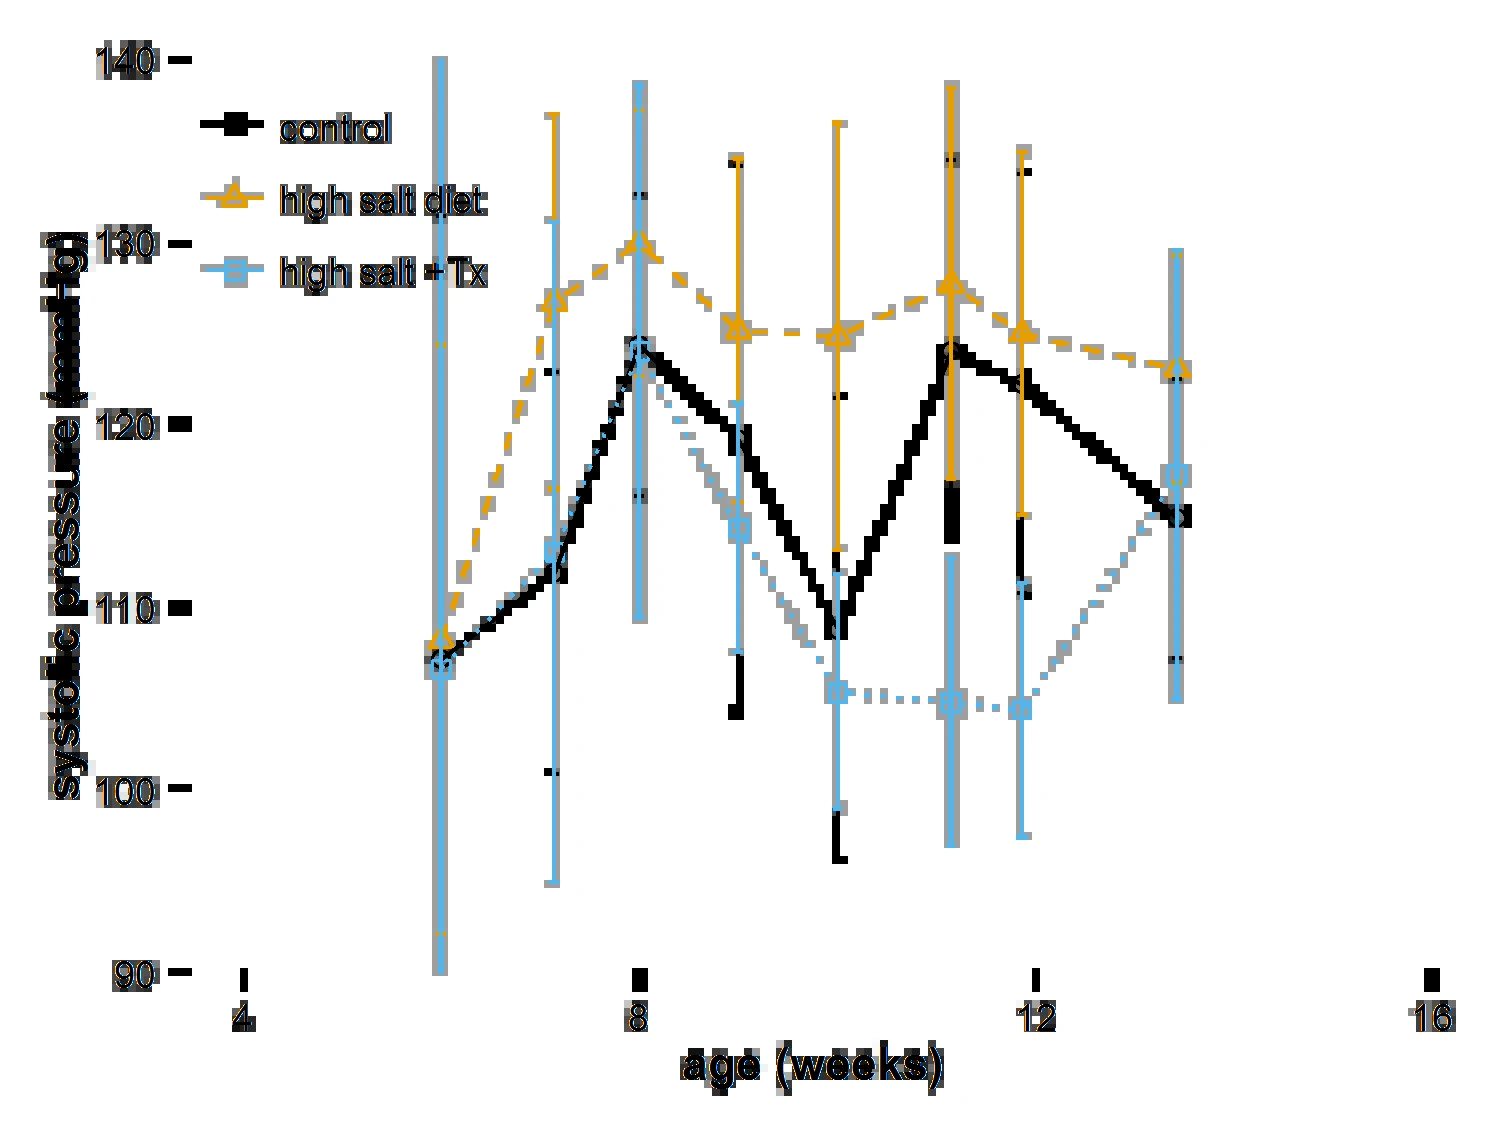 140
control
high salt diet
130
high salt +Tx
systolic pressure (mmHg)
120
110
100
90
4
8
12
16
age (weeks)